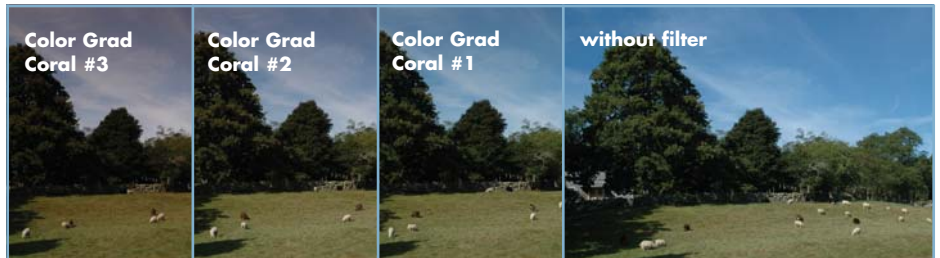 Color Grad
Coral #3
Color Grad
Coral #2
Color Grad
Coral #1
without filter